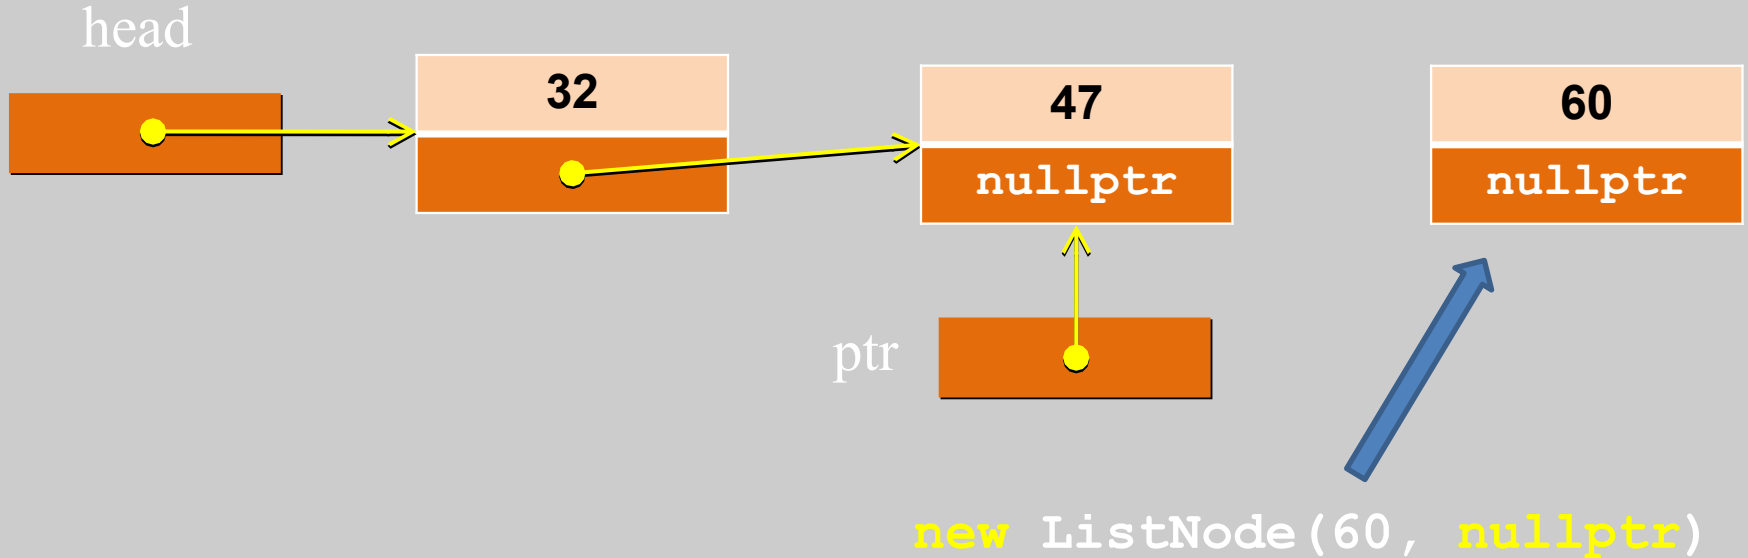 head
32
47
60
nullptr
nullptr
ptr
new ListNode(60, nullptr)